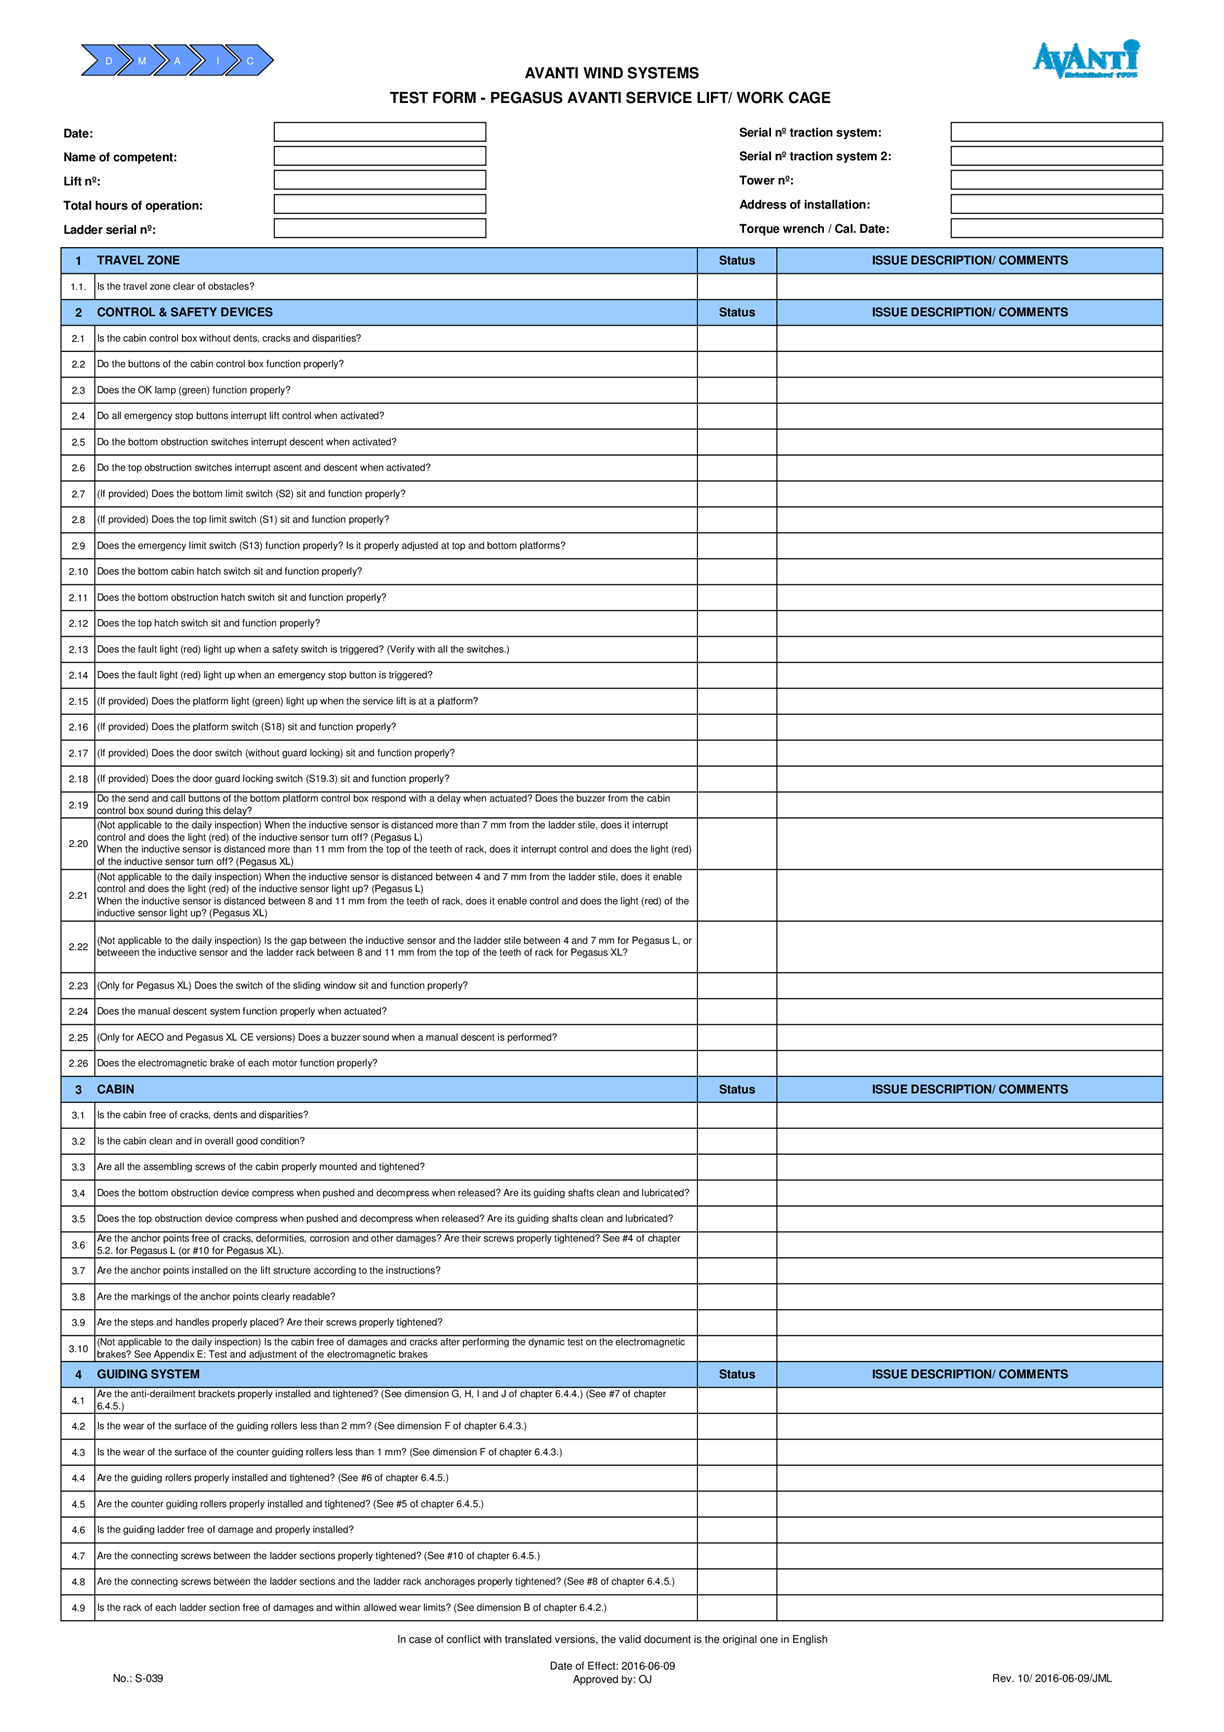 D M A I C
AVANTI
Established 1885
AVANTI WIND SYSTEMS
TEST FORM - PEGASUS AVANTI SERVICE LIFT/ WORK CAGE
Date:
Serial nº traction system:
Name of competent:
Serial nº traction system 2:
Lift nº:
Tower nº:
Total hours of operation:
Address of installation:
Ladder serial nº:
Torque wrench / Cal. Date:
1 TRAVEL ZONE Status ISSUE DESCRIPTION/ COMMENTS
1.1. Is the travel zone clear of obstacles?
2 CONTROL & SAFETY DEVICES Status ISSUE DESCRIPTION/ COMMENTS
2.1 Is the cabin control box without dents, cracks and disparities?
2.2 Do the buttons of the cabin control box function properly?
2.3 Does the OK lamp (green) function properly?
2.4 Do all emergency stop buttons interrupt lift control when activated?
2.5 Do the bottom obstruction switches interrupt descent when activated?
2.6 Do the top obstruction switches interrupt ascent and descent when activated?
2.7 (If provided) Does the bottom limit switch (S2) sit and function properly?
2.8 (If provided) Does the top limit switch (S1) sit and function properly?
2.9 Does the emergency limit switch (S13) function properly? Is it properly adjusted at top and bottom platforms?
2.10 Does the bottom cabin hatch switch sit and function properly?
2.11 Does the bottom obstruction hatch switch sit and function properly?
2.12 Does the top hatch switch sit and function properly?
2.13 Does the fault light (red) light up when a safety switch is triggered? (Verify with all the switches.)
2.14 Does the fault light (red) light up when an emergency stop button is triggered?
2.15 (If provided) Does the platform light (green) light up when the service lift is at a platform?
2.16 (If provided) Does the platform switch (S18) sit and function properly?
2.17 (If provided) Does the door switch (without guard locking) sit and function properly?
2.18 (If provided) Does the door guard locking switch (S19.3) sit and function properly?
2.19 Do the send and call buttons of the bottom platform control box respond with a delay when actuated? Does the buzzer from the cabin
control box sound during this delay?
2.20 (Not applicable to the daily inspection) When the inductive sensor is distanced more than 7 mm from the ladder stile, does it interrupt
control and does the light (red) of the inductive sensor turn off? (Pegasus L)
When the inductive sensor is distanced more than 11 mm from the top of the teeth of rack, does it interrupt control and does the light (red)
of the inductive sensor turn off? (Pegasus XL)
2.21 (Not applicable to the daily inspection) When the inductive sensor is distanced between 4 and 7 mm from the ladder stile, does it enable
control and does the light (red) of the inductive sensor light up? (Pegasus L)
When the inductive sensor is distanced between 8 and 11 mm from the teeth of rack, does it enable control and does the light (red) of the
inductive sensor light up? (Pegasus XL)
2.22 (Not applicable to the daily inspection) Is the gap between the inductive sensor and the ladder stile between 4 and 7 mm for Pegasus L, or
betweeen the inductive sensor and the ladder rack between 8 and 11 mm from the top of the teeth of rack for Pegasus XL?
2.23 (Only for Pegasus XL) Does the switch of the sliding window sit and function properly?
2.24 Does the manual descent system function properly when actuated?
2.25 (Only for AECO and Pegasus XL CE versions) Does a buzzer sound when a manual descent is performed?
2.26 Does the electromagnetic brake of each motor function properly?
3 CABIN Status ISSUE DESCRIPTION/ COMMENTS
3.1 Is the cabin free of cracks, dents and disparities?
3.2 Is the cabin clean and in overall good condition?
3.3 Are all the assembling screws of the cabin properly mounted and tightened?
3.4 Does the bottom obstruction device compress when pushed and decompress when released? Are its guiding shafts clean and lubricated?
3.5 Does the top obstruction device compress when pushed and decompress when released? Are its guiding shafts clean and lubricated?
3.6 Are the anchor points free of cracks, deformities, corrosion and other damages? Are their screws properly tightened? See #4 of chapter
5.2. for Pegasus L (or #10 for Pegasus XL).
3.7 Are the anchor points installed on the lift structure according to the instructions?
3.8 Are the markings of the anchor points clearly readable?
3.9 Are the steps and handles properly placed? Are their screws properly tightened?
3.10 (Not applicable to the daily inspection) Is the cabin free of damages and cracks after performing the dynamic test on the electromagnetic
brakes? See Appendix E: Test and adjustment of the electromagnetic brakes
4 GUIDING SYSTEM Status ISSUE DESCRIPTION/ COMMENTS
4.1 Are the anti-derailment brackets properly installed and tightened? (See dimension G, H, I and J of chapter 6.4.4.) (See #7 of chapter
6.4.5.)
4.2 Is the wear of the surface of the guiding rollers less than 2 mm? (See dimension F of chapter 6.4.3.)
4.3 Is the wear of the surface of the counter guiding rollers less than 1 mm? (See dimension F of chapter 6.4.3.)
4.4 Are the guiding rollers properly installed and tightened? (See #6 of chapter 6.4.5.)
4.5 Are the counter guiding rollers properly installed and tightened? (See #5 of chapter 6.4.5.)
4.6 Is the guiding ladder free of damage and properly installed?
4.7 Are the connecting screws between the ladder sections properly tightened? (See #10 of chapter 6.4.5.)
4.8 Are the connecting screws between the ladder sections and the ladder rack anchorages properly tightened? (See #8 of chapter 6.4.5.)
4.9 Is the rack of each ladder section free of damages and within allowed wear limits? (See dimension B of chapter 6.4.2.)
In case of conflict with translated versions, the valid document is the original one in English
Date of Effect: 2016-06-09
No.: S-039 Approved by: OJ Rev. 10/ 2016-06-09/JML